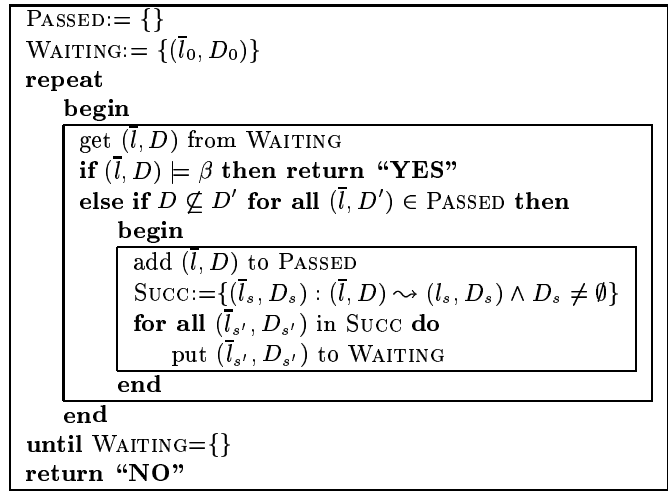 PASSED:= {}
WAITING:= {(l̅₀, D₀)}
repeat
begin
get (l̅, D) from WAITING
if (l̅, D) ⊨ β then return “YES”
else if D ⊈ D′ for all (l̅, D′) ∈ PASSED then
begin
add (l̅, D) to PASSED
SUCC:={(l̅ₛ, Dₛ) : (l̅, D) ⇝ (lₛ, Dₛ) ∧ Dₛ ≠ ∅}
for all (l̅ₛ′, Dₛ′) in SUCC do
put (l̅ₛ′, Dₛ′) to WAITING
end
end
until WAITING={}
return “NO”